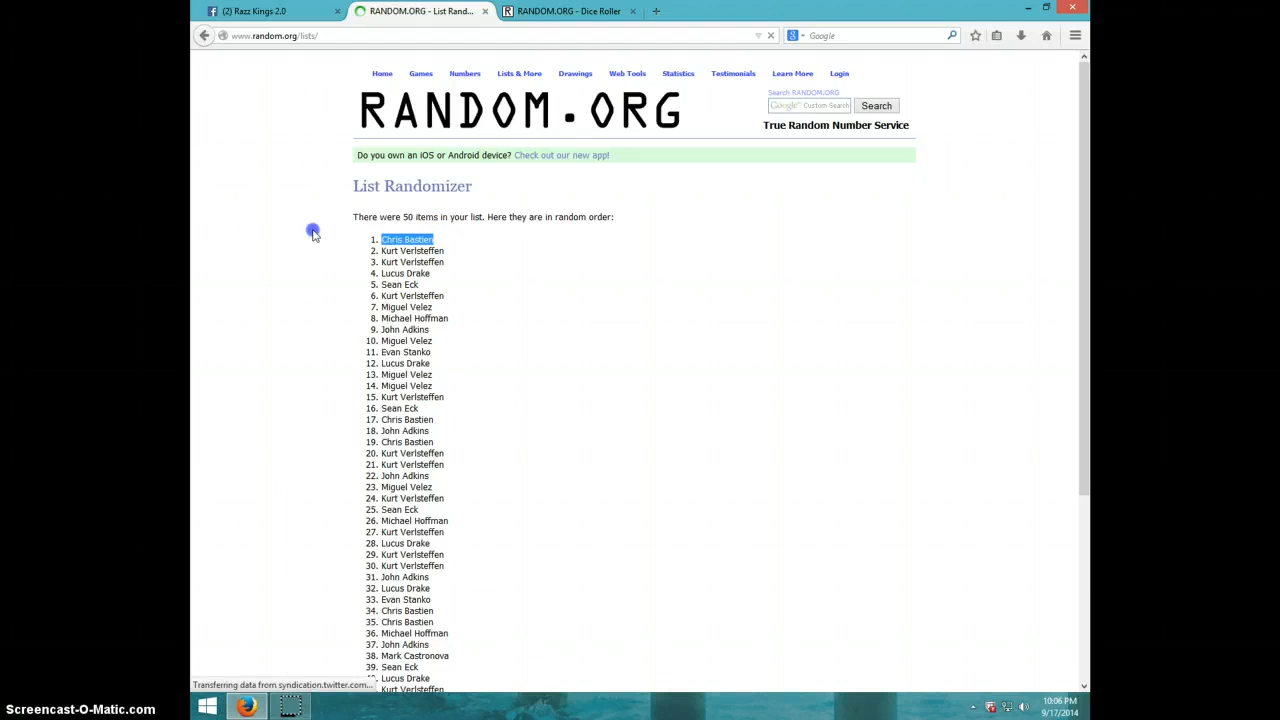 (2) Razz Kings 2.0 × RANDOM.ORG - List Rand... × RANDOM.ORG - Dice Roller × +
www.random.org/lists/ Google
Home Games Numbers Lists & More Drawings Web Tools Statistics Testimonials Learn More Login
Search RANDOM.ORG
RANDOM.ORG
Google™ Custom Search Search
True Random Number Service
Do you own an iOS or Android device? Check out our new app!
List Randomizer
There were 50 items in your list. Here they are in random order:
1. Chris Bastien
2. Kurt Verlsteffen
3. Kurt Verlsteffen
4. Lucus Drake
5. Sean Eck
6. Kurt Verlsteffen
7. Miguel Velez
8. Michael Hoffman
9. John Adkins
10. Miguel Velez
11. Evan Stanko
12. Lucus Drake
13. Miguel Velez
14. Miguel Velez
15. Kurt Verlsteffen
16. Sean Eck
17. Chris Bastien
18. John Adkins
19. Chris Bastien
20. Kurt Verlsteffen
21. Kurt Verlsteffen
22. John Adkins
23. Miguel Velez
24. Kurt Verlsteffen
25. Sean Eck
26. Michael Hoffman
27. Kurt Verlsteffen
28. Lucus Drake
29. Kurt Verlsteffen
30. Kurt Verlsteffen
31. John Adkins
32. Lucus Drake
33. Evan Stanko
34. Chris Bastien
35. Chris Bastien
36. Michael Hoffman
37. John Adkins
38. Mark Castronova
39. Sean Eck
Lucus Drake
Kurt Verlsteffen
Transferring data from syndication.twitter.com...
10:06 PM
9/17/2014
Screencast-O-Matic.com